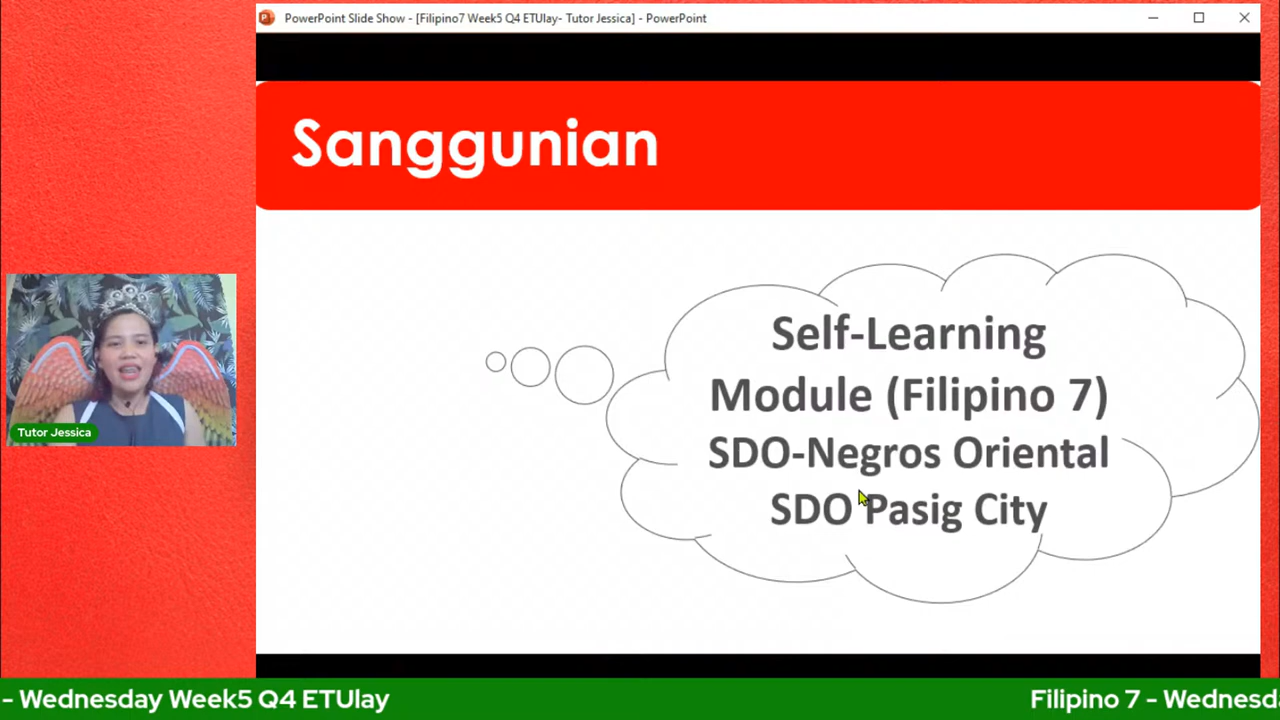 PowerPoint Slide Show - [Filipino7 Week5 Q4 ETUlay- Tutor Jessica] - PowerPoint
Sanggunian
Self-Learning
Module (Filipino 7)
SDO-Negros Oriental
SDO Pasig City
Tutor Jessica
- Wednesday Week5 Q4 ETUlay
Filipino 7 - Wednesd